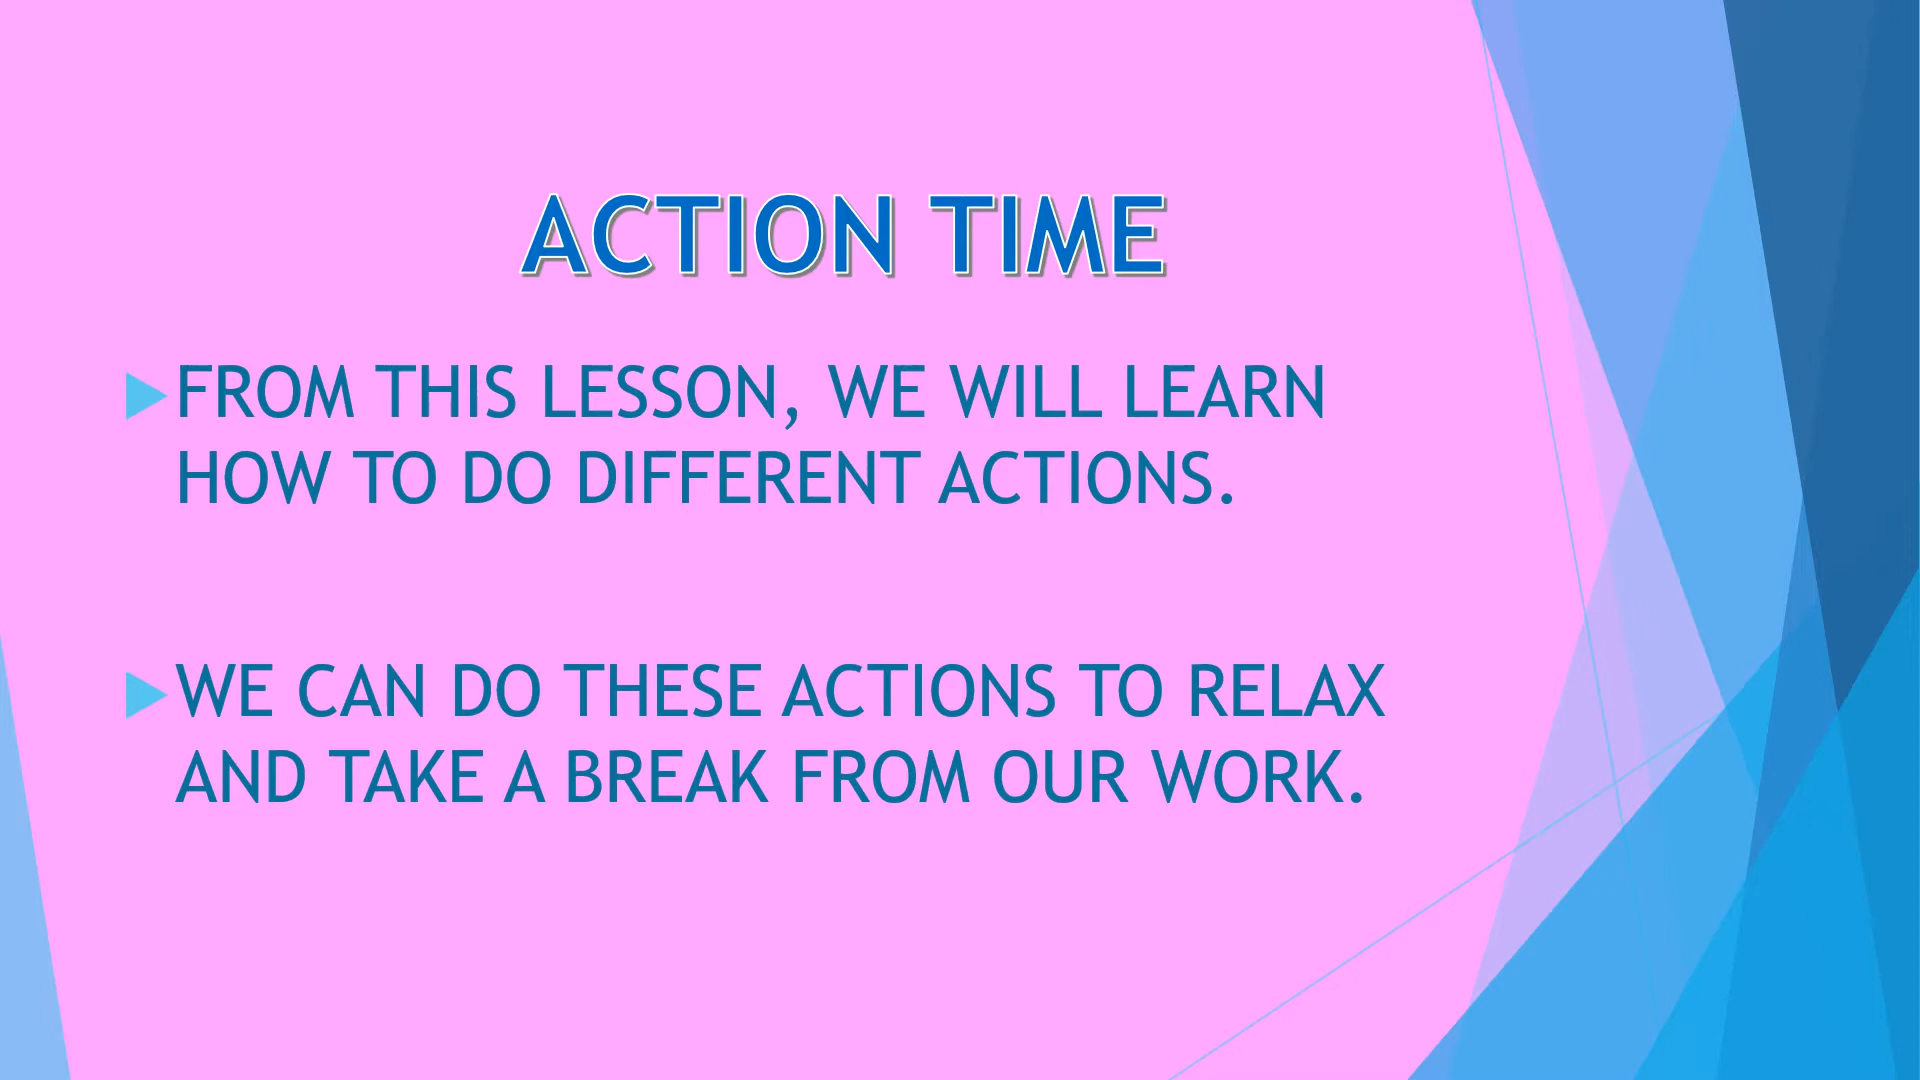 ACTION TIME
FROM THIS LESSON, WE WILL LEARN
HOW TO DO DIFFERENT ACTIONS.
WE CAN DO THESE ACTIONS TO RELAX
AND TAKE A BREAK FROM OUR WORK.